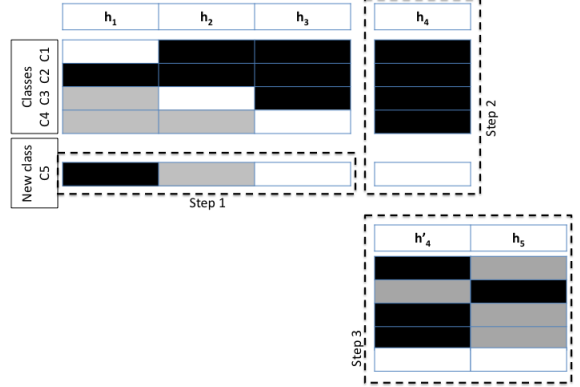 h1 h2 h3 h4
Classes
C1
C2
C3
C4
Step 2
New class
C5
Step 1
h'4 h5
Step 3